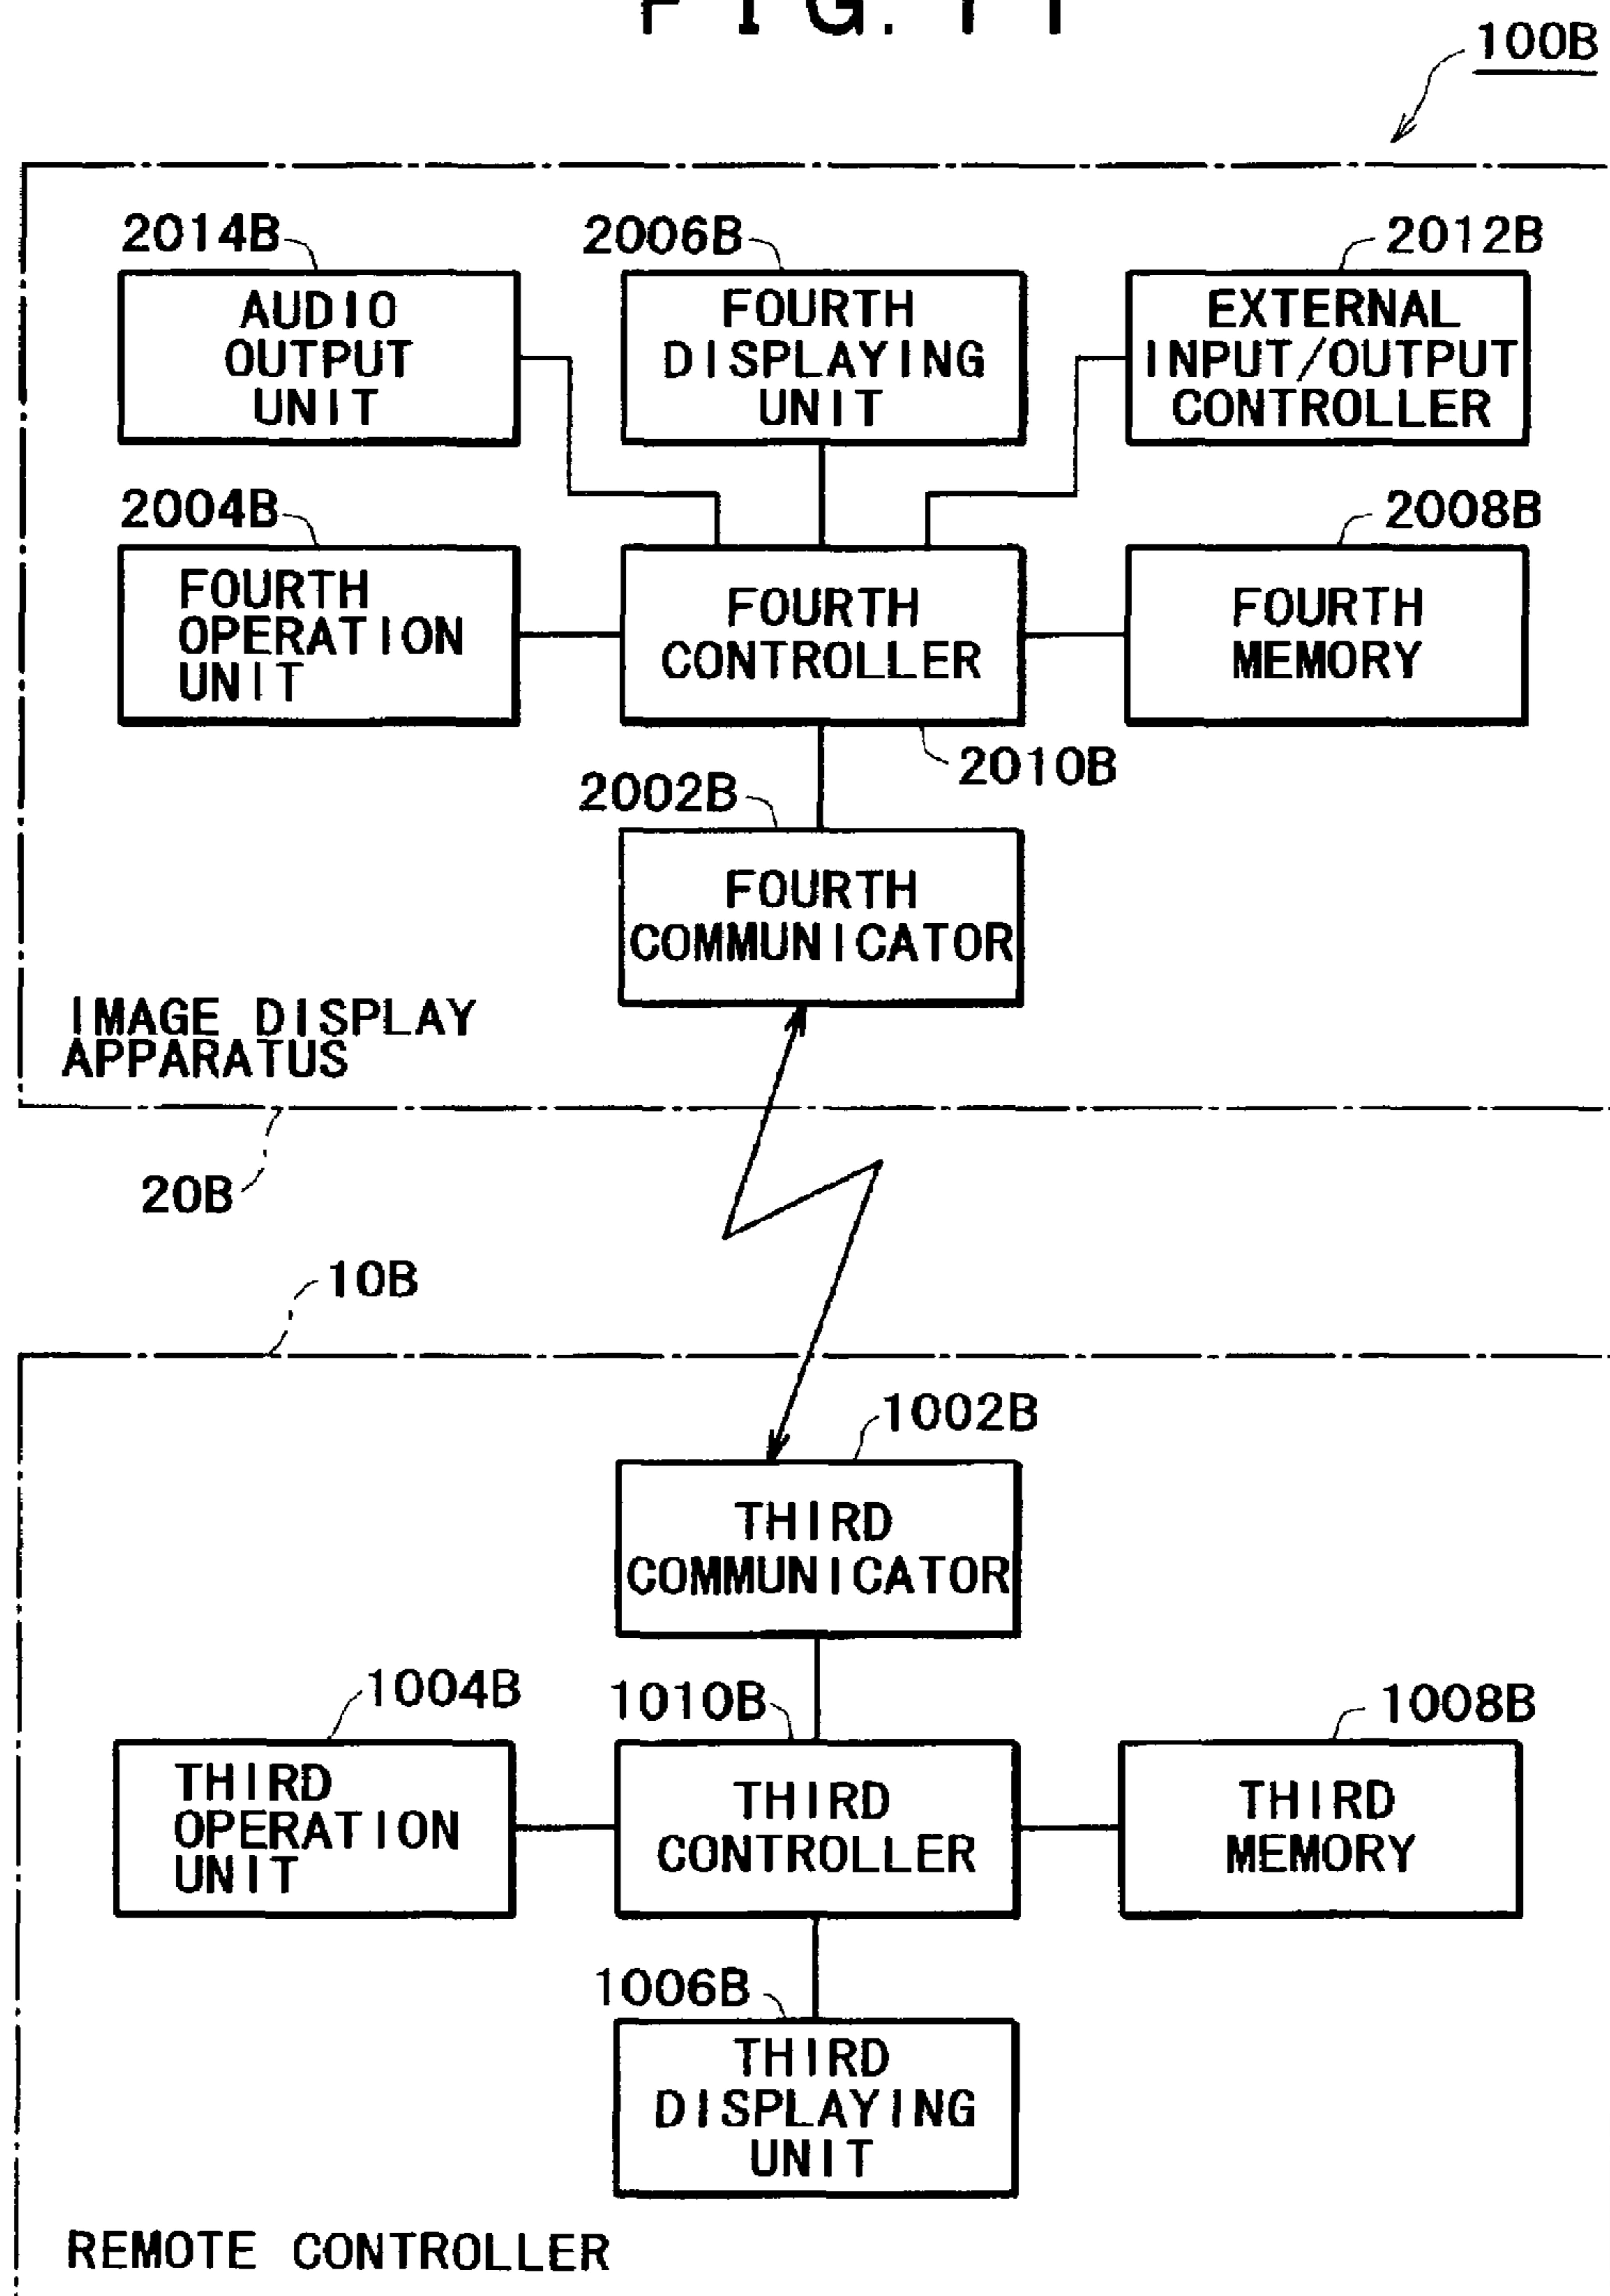 FIG. 11
100B
2014B
2006B
2012B
AUDIO
OUTPUT
UNIT
FOURTH
DISPLAYING
UNIT
EXTERNAL
INPUT/OUTPUT
CONTROLLER
2004B
2008B
FOURTH
OPERATION
UNIT
FOURTH
CONTROLLER
FOURTH
MEMORY
2010B
2002B
FOURTH
COMMUNICATOR
IMAGE DISPLAY
APPARATUS
20B
10B
1002B
THIRD
COMMUNICATOR
1004B
1010B
1008B
THIRD
OPERATION
UNIT
THIRD
CONTROLLER
THIRD
MEMORY
1006B
THIRD
DISPLAYING
UNIT
REMOTE CONTROLLER